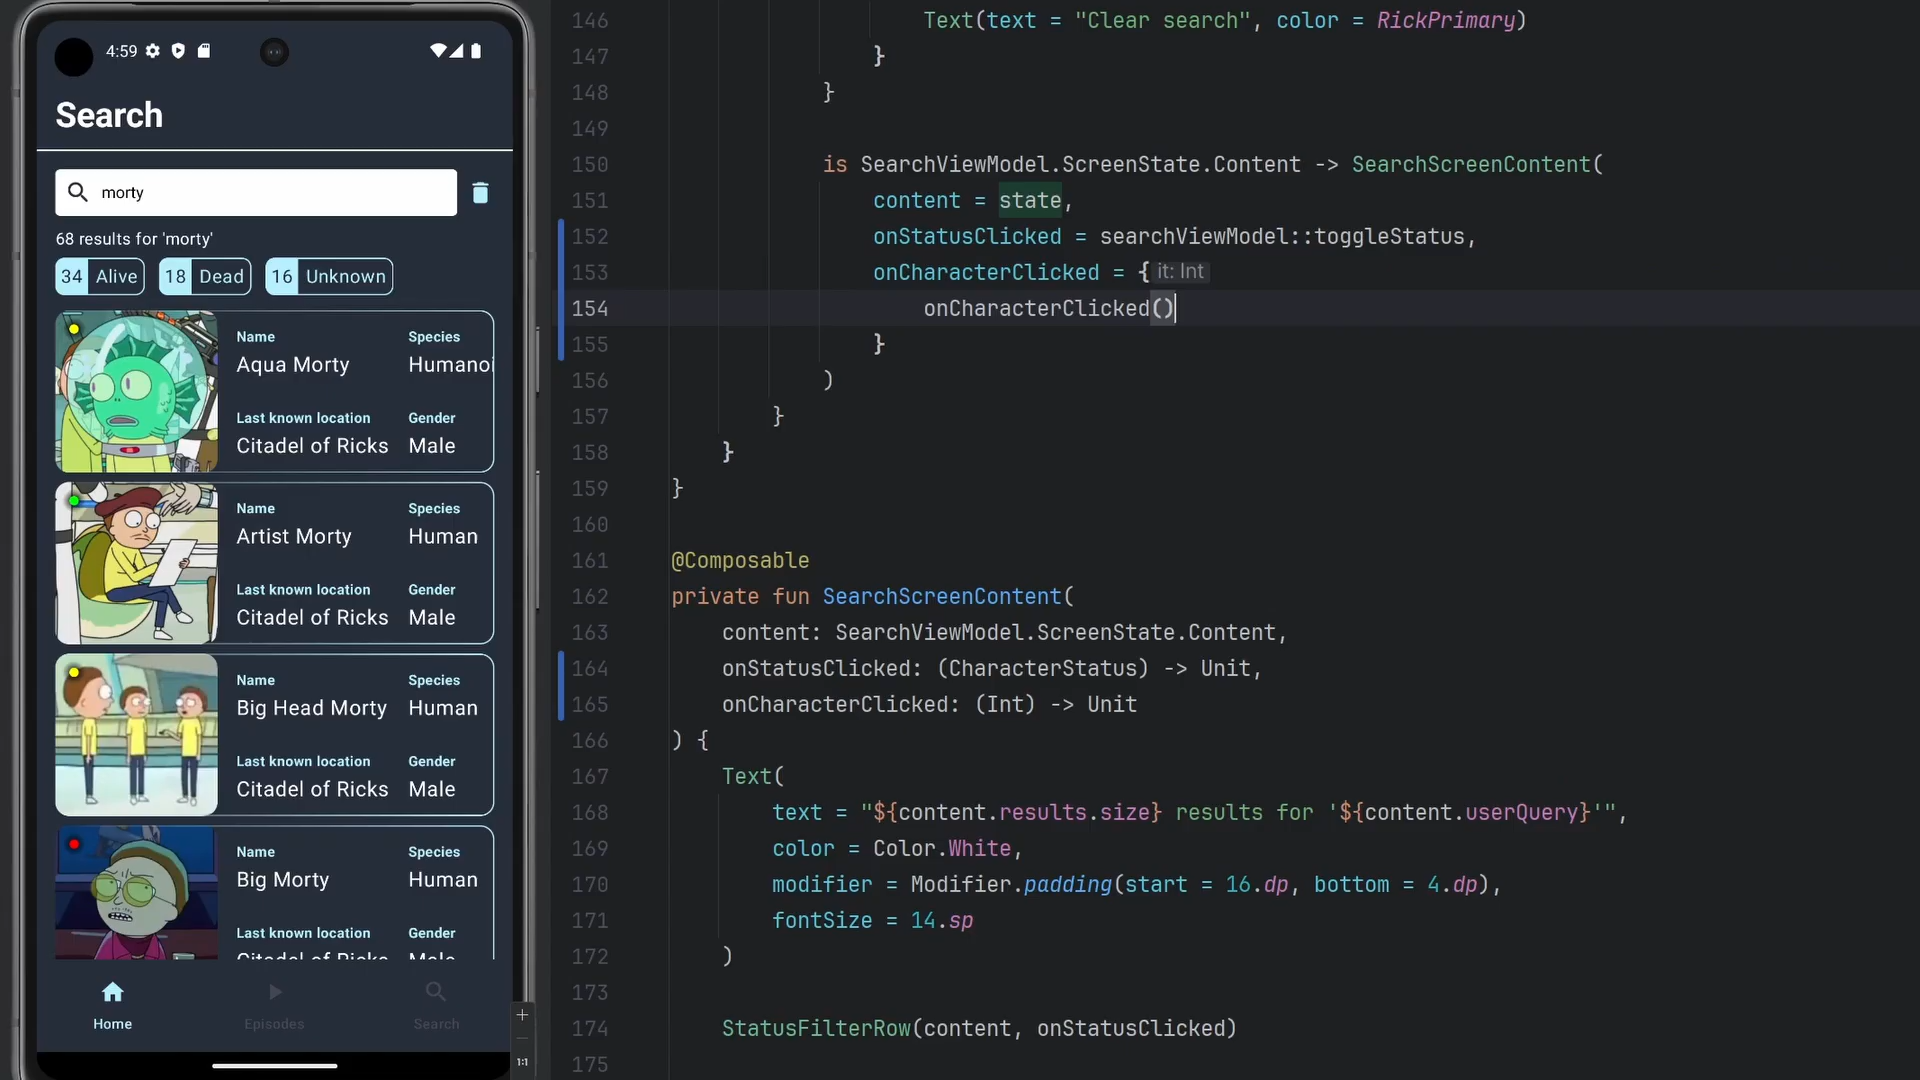 4:59
Search
morty
68 results for 'morty'
34 Alive 18 Dead 16 Unknown
Name Species
Aqua Morty Humanoi
Last known location Gender
Citadel of Ricks Male
Name Species
Artist Morty Human
Last known location Gender
Citadel of Ricks Male
Name Species
Big Head Morty Human
Last known location Gender
Citadel of Ricks Male
Name Species
Big Morty Human
Last known location Gender
Citadel of Ricks Male
Home Episodes Search
1:1
146 Text(text = "Clear search", color = RickPrimary)
147 }
148 }
149
150 is SearchViewModel.ScreenState.Content -> SearchScreenContent(
151 content = state,
152 onStatusClicked = searchViewModel::toggleStatus,
153 onCharacterClicked = { it: Int
154 onCharacterClicked()
155 }
156 )
157 }
158 }
159 }
160
161 @Composable
162 private fun SearchScreenContent(
163 content: SearchViewModel.ScreenState.Content,
164 onStatusClicked: (CharacterStatus) -> Unit,
165 onCharacterClicked: (Int) -> Unit
166 ) {
167 Text(
168 text = "${content.results.size} results for '${content.userQuery}'",
169 color = Color.White,
170 modifier = Modifier.padding(start = 16.dp, bottom = 4.dp),
171 fontSize = 14.sp
172 )
173
174 StatusFilterRow(content, onStatusClicked)
175